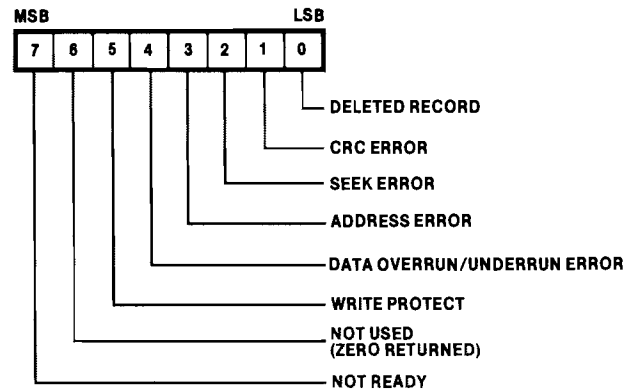 MSB LSB
7 6 5 4 3 2 1 0
DELETED RECORD
CRC ERROR
SEEK ERROR
ADDRESS ERROR
DATA OVERRUN/UNDERRUN ERROR
WRITE PROTECT
NOT USED
(ZERO RETURNED)
NOT READY